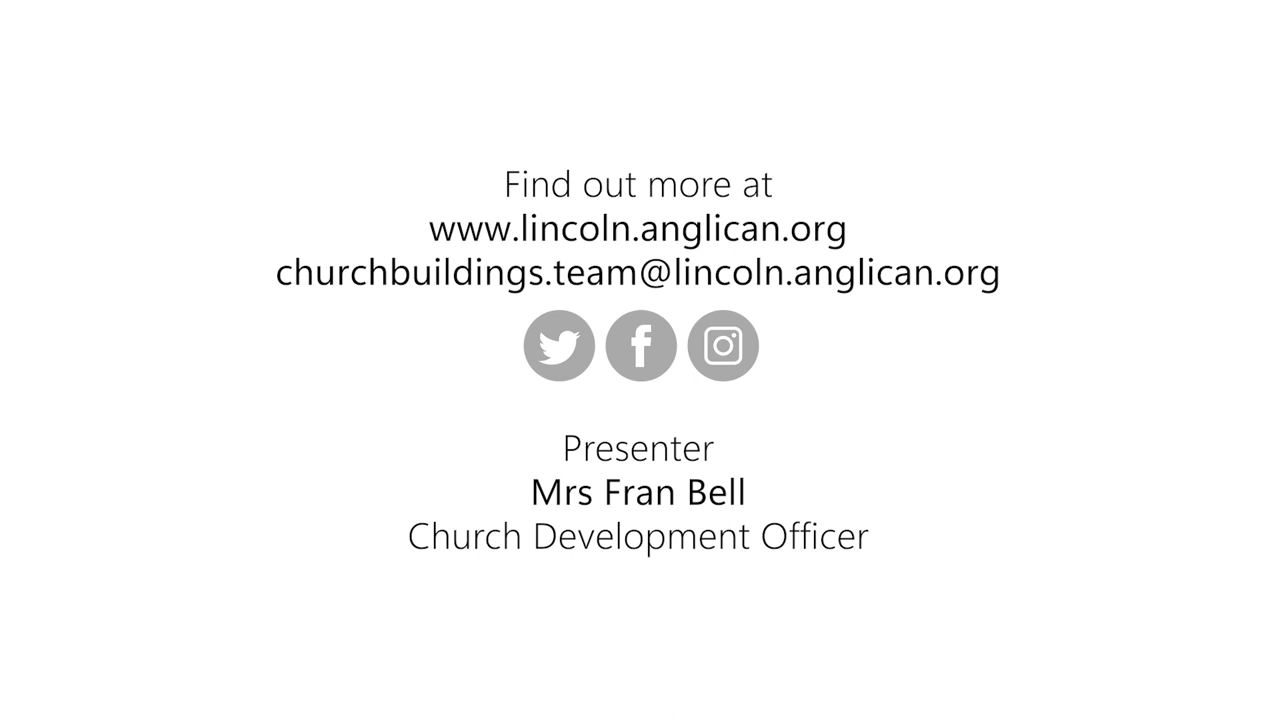 Find out more at
www.lincoln.anglican.org
churchbuildings.team@lincoln.anglican.org
Presenter
Mrs Fran Bell
Church Development Officer